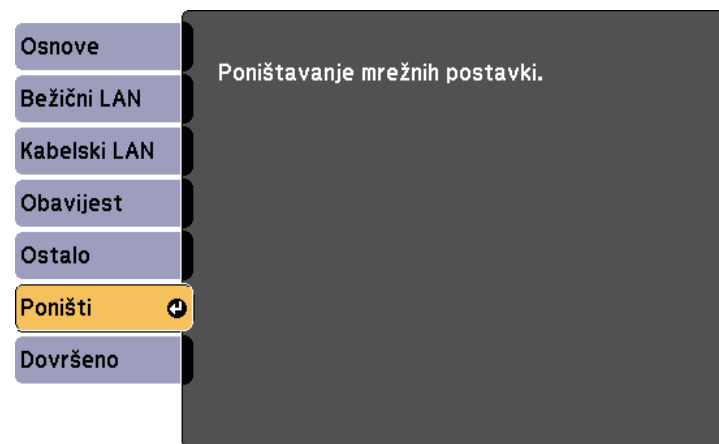 Osnove
Bežični LAN
Kabelski LAN
Obavijest
Ostalo
Poništi
Dovršeno
Poništavanje mrežnih postavki.